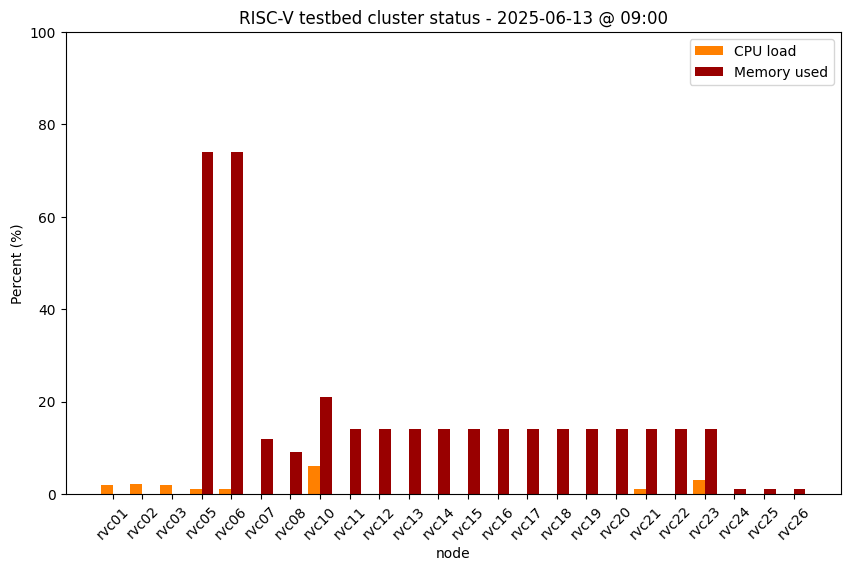 RISC-V testbed cluster status - 2025-06-13 @ 09:00
CPU load
Memory used
Percent (%)
100
80
60
40
20
0
rvc01 rvc02 rvc03 rvc05 rvc06 rvc07 rvc08 rvc10 rvc11 rvc12 rvc13 rvc14 rvc15 rvc16 rvc17 rvc18 rvc19 rvc20 rvc21 rvc22 rvc23 rvc24 rvc25 rvc26
node